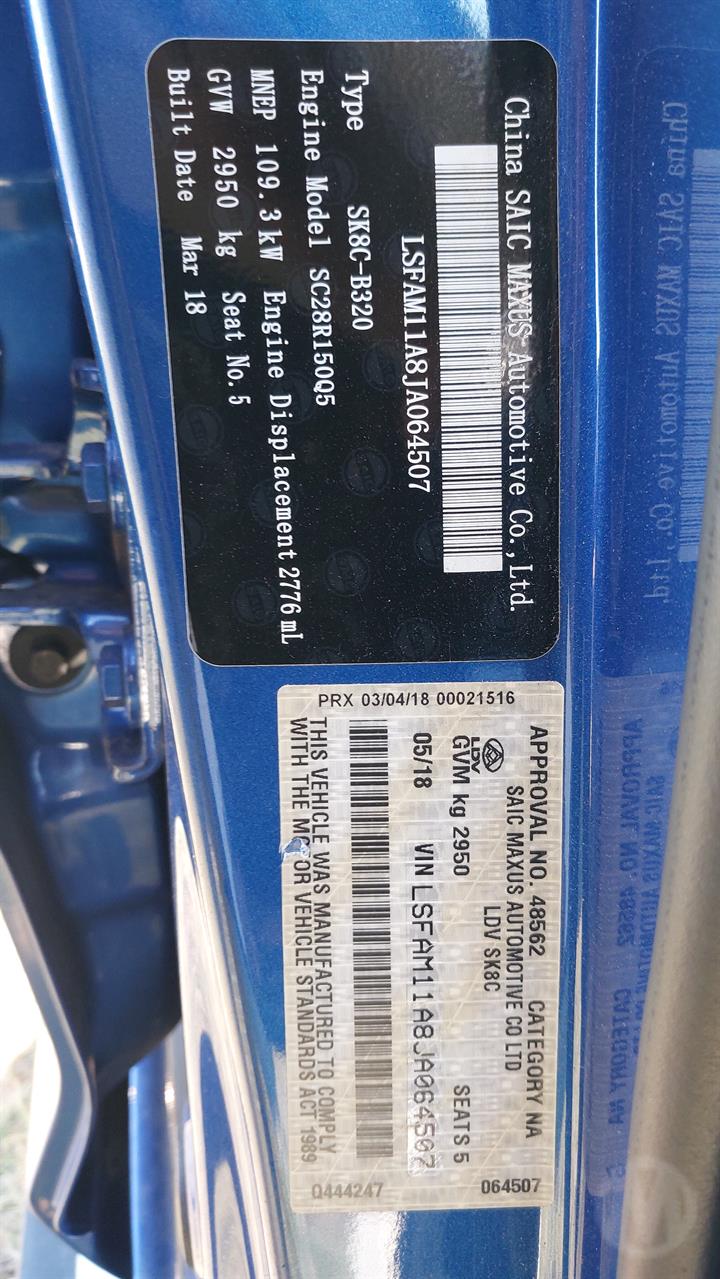 China SAIC MAXUS Automotive Co.,Ltd.
LSFAM11A8JA064507
Type SK8C-B320
Engine Model SC28R150Q5
MNEP 109.3kW Engine Displacement 2776 mL
GVW 2950 kg Seat No.5
Built Date Mar 18
PRX 03/04/18 00021516
APPROVAL NO. 48562 CATEGORY NA
SAIC MAXUS AUTOMOTIVE CO LTD
LDV LDV SK8C
GVM kg 2950 SEATS 5
05/18 VIN LSFAM11A8JA064507
THIS VEHICLE WAS MANUFACTURED TO COMPLY
WITH THE MOTOR VEHICLE STANDARDS ACT 1989
Q444247 064507